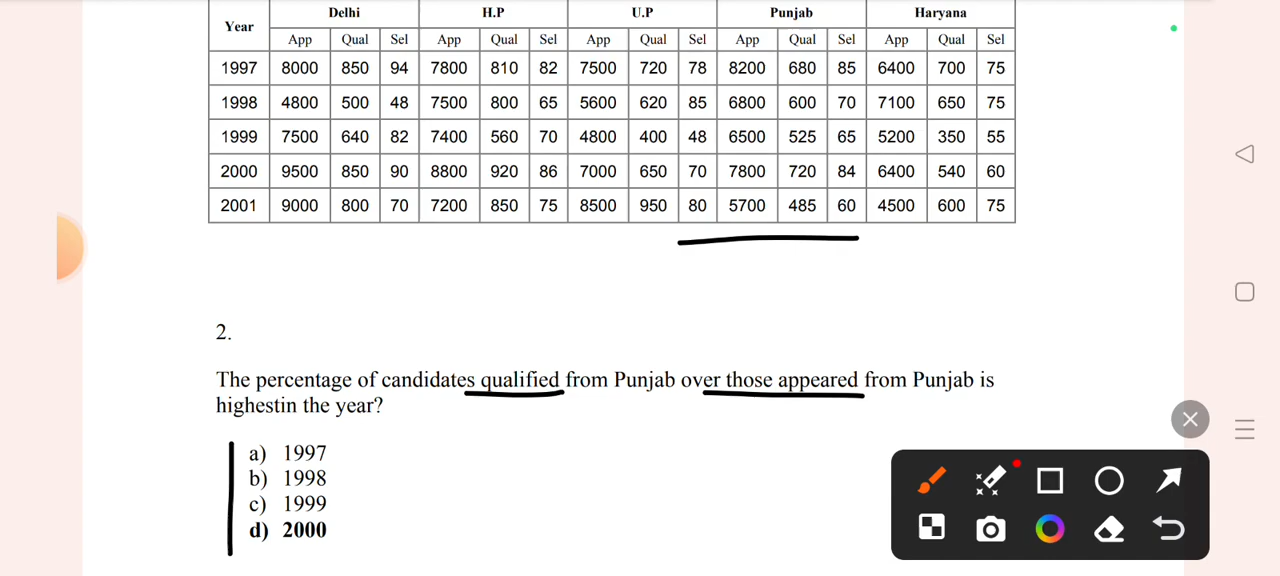 Year Delhi H.P U.P Punjab Haryana
App Qual Sel App Qual Sel App Qual Sel App Qual Sel App Qual Sel
1997 8000 850 94 7800 810 82 7500 720 78 8200 680 85 6400 700 75
1998 4800 500 48 7500 800 65 5600 620 85 6800 600 70 7100 650 75
1999 7500 640 82 7400 560 70 4800 400 48 6500 525 65 5200 350 55
2000 9500 850 90 8800 920 86 7000 650 70 7800 720 84 6400 540 60
2001 9000 800 70 7200 850 75 8500 950 80 5700 485 60 4500 600 75
2.
The percentage of candidates qualified from Punjab over those appeared from Punjab is
highestin the year?
a) 1997
b) 1998
c) 1999
d) 2000